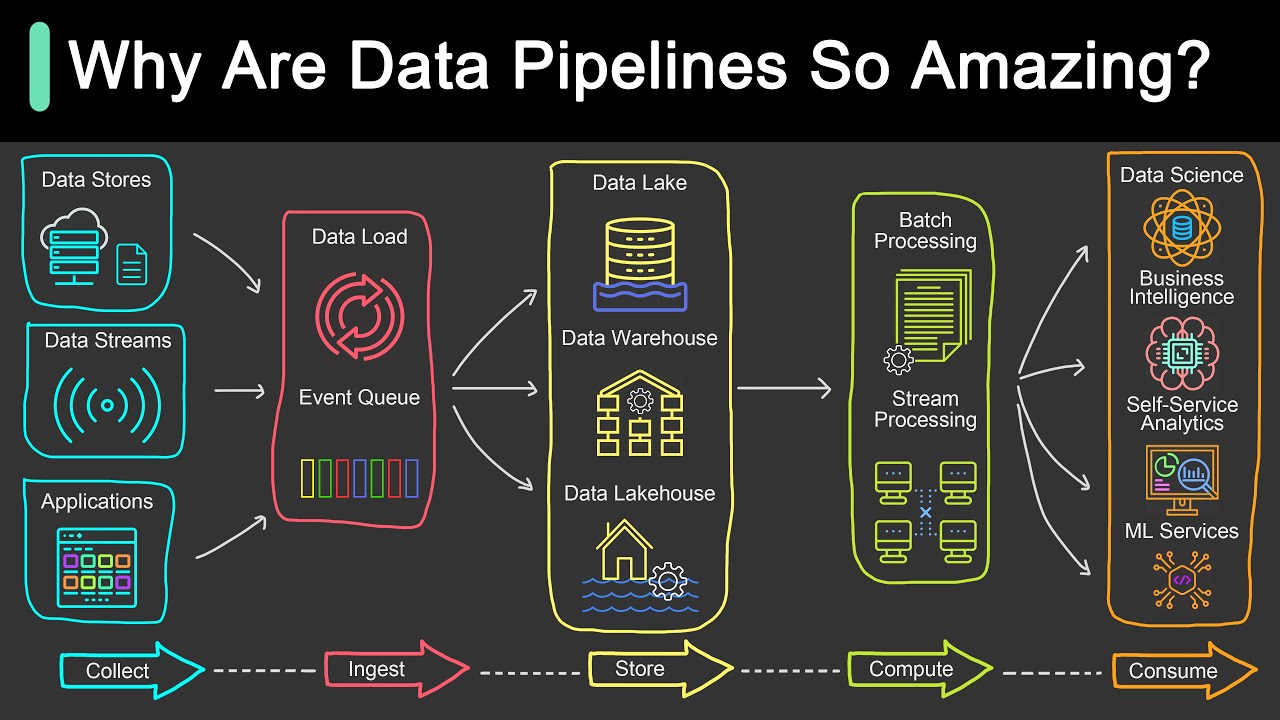 Why Are Data Pipelines So Amazing?
Data Stores
Data Streams
Applications
Data Load
Event Queue
Data Lake
Data Warehouse
Data Lakehouse
Batch
Processing
Stream
Processing
Data Science
Business
Intelligence
Self-Service
Analytics
ML Services
Collect
Ingest
Store
Compute
Consume